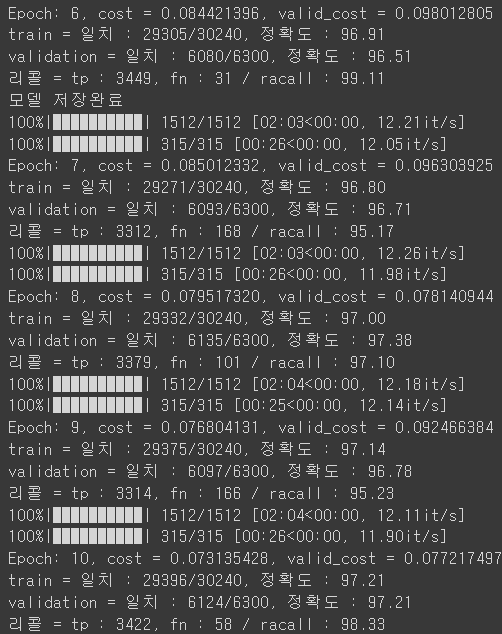 Epoch: 6, cost = 0.084421396, valid_cost = 0.098012805
train = 일치 : 29305/30240, 정확도 : 96.91
validation = 일치 : 6080/6300, 정확도 : 96.51
리콜 = tp : 3449, fn : 31 / racall : 99.11
모델 저장완료
100%|██████████| 1512/1512 [02:03<00:00, 12.21it/s]
100%|██████████| 315/315 [00:26<00:00, 12.05it/s]
Epoch: 7, cost = 0.085012332, valid_cost = 0.096303925
train = 일치 : 29271/30240, 정확도 : 96.80
validation = 일치 : 6093/6300, 정확도 : 96.71
리콜 = tp : 3312, fn : 168 / racall : 95.17
100%|██████████| 1512/1512 [02:03<00:00, 12.26it/s]
100%|██████████| 315/315 [00:26<00:00, 11.98it/s]
Epoch: 8, cost = 0.079517320, valid_cost = 0.078140944
train = 일치 : 29332/30240, 정확도 : 97.00
validation = 일치 : 6135/6300, 정확도 : 97.38
리콜 = tp : 3379, fn : 101 / racall : 97.10
100%|██████████| 1512/1512 [02:04<00:00, 12.18it/s]
100%|██████████| 315/315 [00:25<00:00, 12.14it/s]
Epoch: 9, cost = 0.076804131, valid_cost = 0.092466384
train = 일치 : 29375/30240, 정확도 : 97.14
validation = 일치 : 6097/6300, 정확도 : 96.78
리콜 = tp : 3314, fn : 166 / racall : 95.23
100%|██████████| 1512/1512 [02:04<00:00, 12.11it/s]
100%|██████████| 315/315 [00:26<00:00, 11.90it/s]
Epoch: 10, cost = 0.073135428, valid_cost = 0.077217497
train = 일치 : 29396/30240, 정확도 : 97.21
validation = 일치 : 6124/6300, 정확도 : 97.21
리콜 = tp : 3422, fn : 58 / racall : 98.33